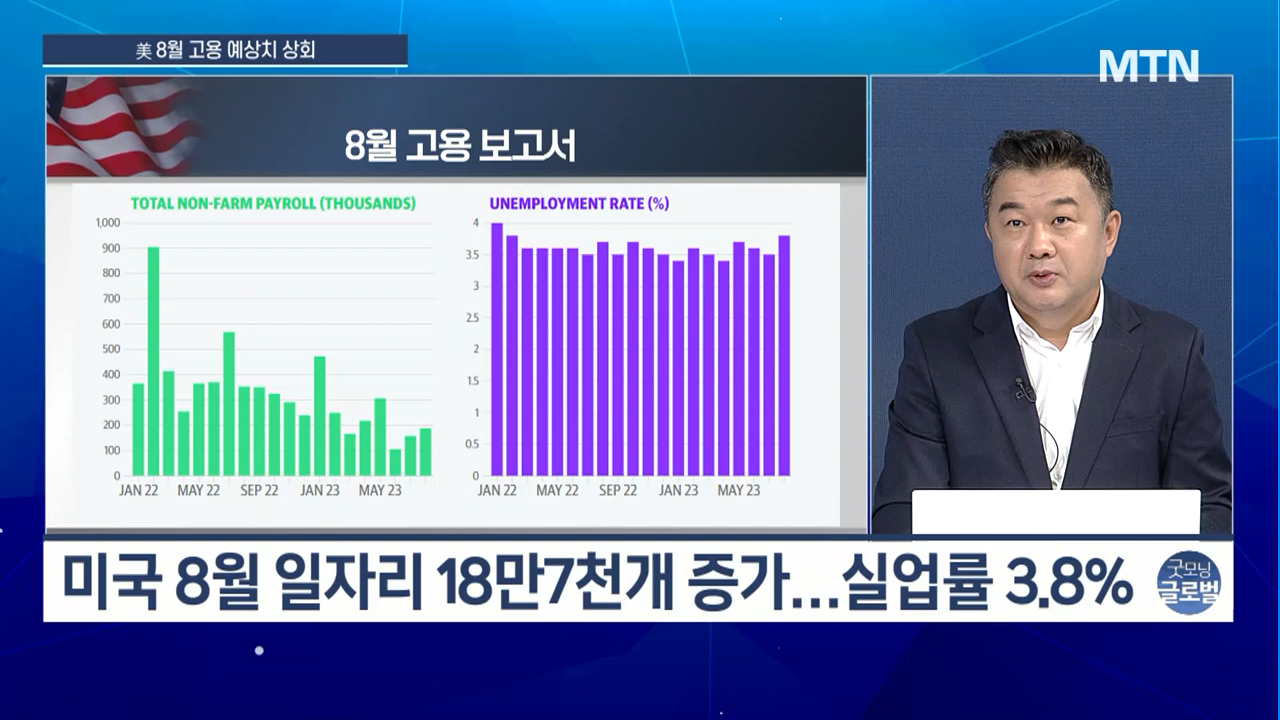 美 8월 고용 예상치 상회
MTN
8월 고용 보고서
TOTAL NON-FARM PAYROLL (THOUSANDS)
1,000
900
800
700
600
500
400
300
200
100
0
JAN 22 MAY 22 SEP 22 JAN 23 MAY 23
UNEMPLOYMENT RATE (%)
4
3.5
3
2.5
2
1.5
1
0.5
0
JAN 22 MAY 22 SEP 22 JAN 23 MAY 23
미국 8월 일자리 18만7천개 증가...실업률 3.8%
굿모닝
글로벌